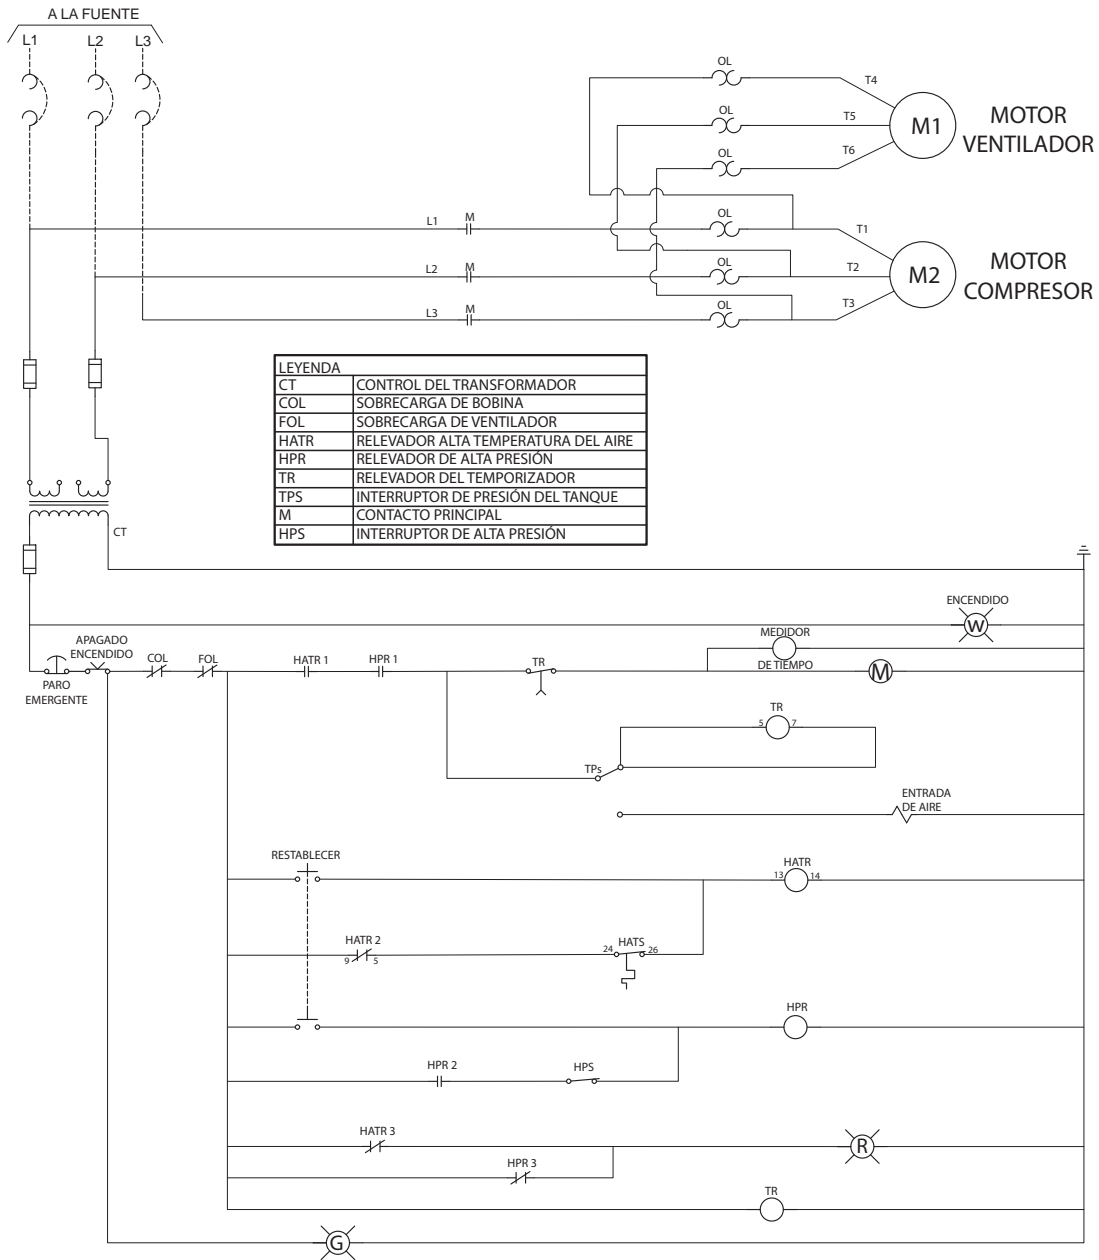 A LA FUENTE
L1
L2
L3
OL
T4
OL
T5
M1
MOTOR
VENTILADOR
OL
T6
L1
M
OL
T1
L2
M
OL
T2
M2
MOTOR
COMPRESOR
L3
M
OL
T3
LEYENDA
CT CONTROL DEL TRANSFORMADOR
COL SOBRECARGA DE BOBINA
FOL SOBRECARGA DE VENTILADOR
HATR RELEVADOR ALTA TEMPERATURA DEL AIRE
HPR RELEVADOR DE ALTA PRESIÓN
TR RELEVADOR DEL TEMPORIZADOR
TPS INTERRUPTOR DE PRESIÓN DEL TANQUE
M CONTACTO PRINCIPAL
HPS INTERRUPTOR DE ALTA PRESIÓN
CT
ENCENDIDO
W
APAGADO
ENCENDIDO
PARO
EMERGENTE
COL
FOL
HATR 1
HPR 1
TR
MEDIDOR
DE TIEMPO
M
TR
5 7
TPs
ENTRADA
DE AIRE
RESTABLECER
HATR
13 14
HATR 2
9 5
HATS
24 26
HPR
HPR 2
HPS
HATR 3
R
HPR 3
TR
G